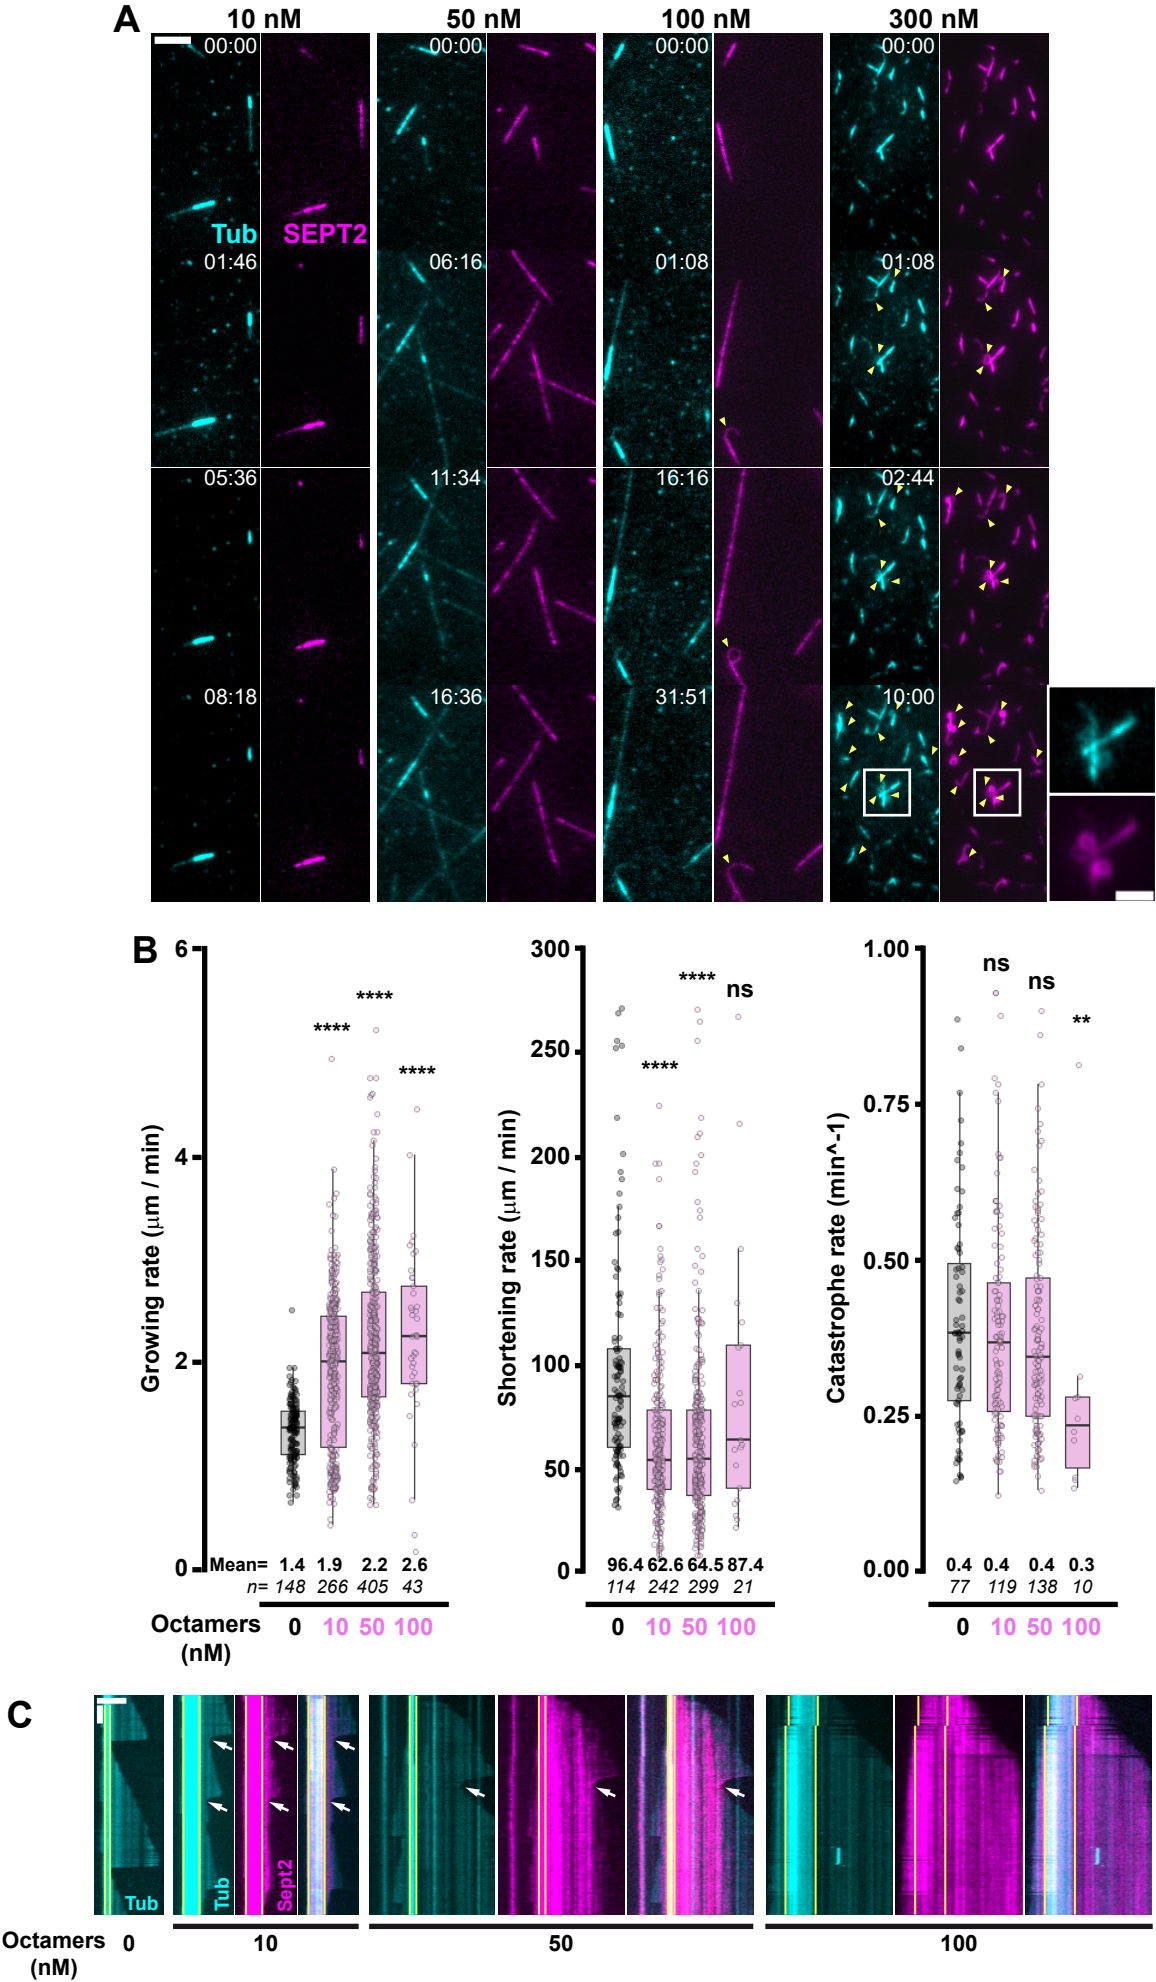 A
10 nM 50 nM 100 nM 300 nM
00:00 00:00 00:00 00:00
Tub SEPT2
01:46 06:16 01:08 01:08
05:36 11:34 16:16 02:44
08:18 16:36 31:51 10:00
B
Growing rate (µm / min)
6
4
2
0
****
****
****
Mean= 1.4 1.9 2.2 2.6
n= 148 266 405 43
Octamers (nM) 0 10 50 100
Shortening rate (µm / min)
300
250
200
150
100
50
0
****
****
ns
96.4 62.6 64.5 87.4
114 242 299 21
0 10 50 100
Catastrophe rate (min^-1)
1.00
0.75
0.50
0.25
0.00
ns
ns
**
0.4 0.4 0.4 0.3
77 119 138 10
0 10 50 100
C
Tub Tub Sept2
Octamers (nM) 0 10 50 100